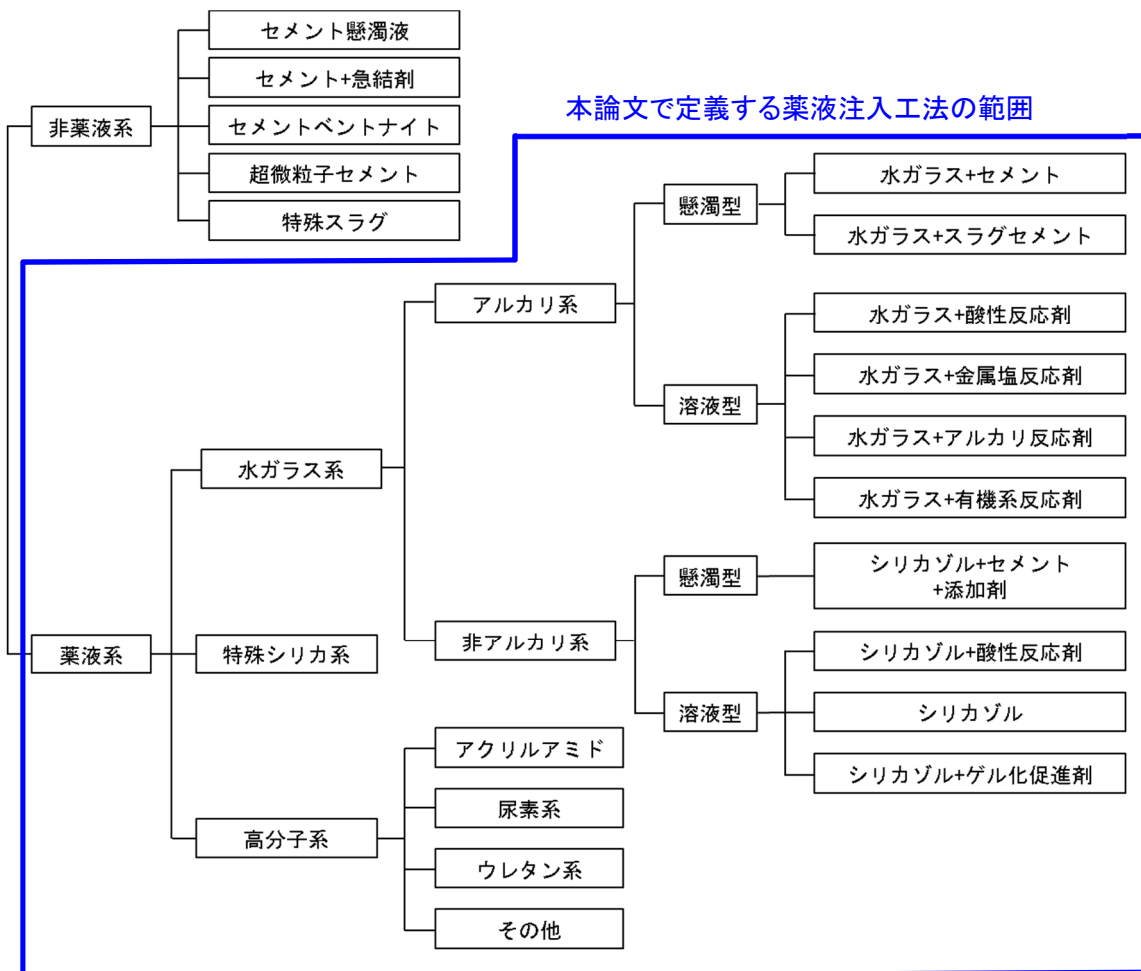 セメント懸濁液
セメント+急結剤
非薬液系
セメントベントナイト
超微粒子セメント
特殊スラグ
本論文で定義する薬液注入工法の範囲
薬液系
水ガラス系
アルカリ系
懸濁型
水ガラス+セメント
水ガラス+スラグセメント
溶液型
水ガラス+酸性反応剤
水ガラス+金属塩反応剤
水ガラス+アルカリ反応剤
水ガラス+有機系反応剤
非アルカリ系
懸濁型
シリカゾル+セメント
+添加剤
溶液型
シリカゾル+酸性反応剤
シリカゾル
シリカゾル+ゲル化促進剤
特殊シリカ系
高分子系
アクリルアミド
尿素系
ウレタン系
その他